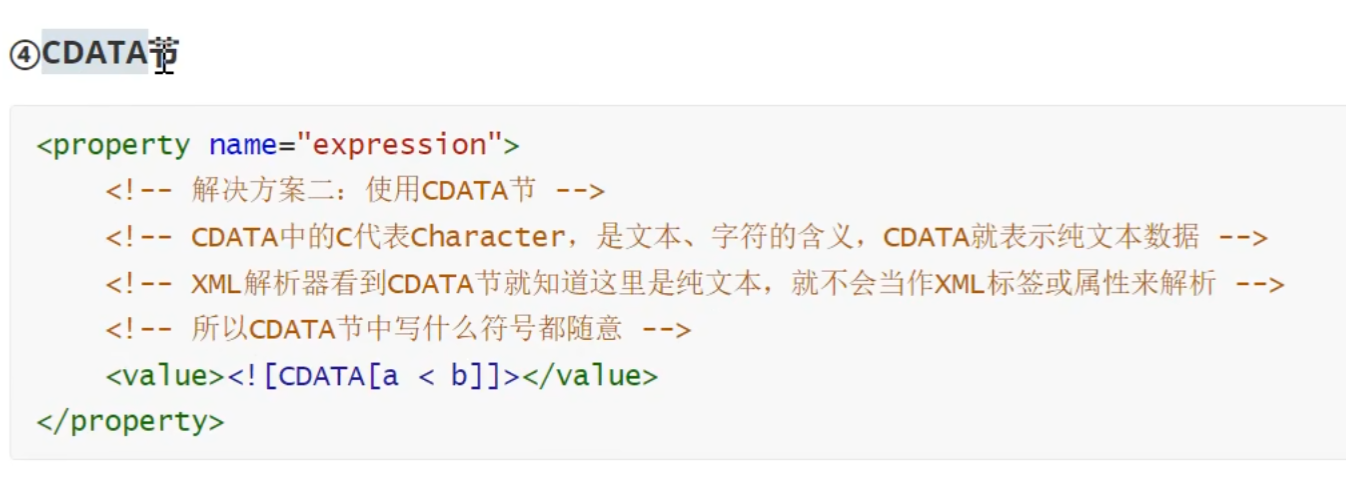 ④CDATA节
<property name="expression">
    <!-- 解决方案二：使用CDATA节 -->
    <!-- CDATA中的C代表Character，是文本、字符的含义，CDATA就表示纯文本数据 -->
    <!-- XML解析器看到CDATA节就知道这里是纯文本，就不会当作XML标签或属性来解析 -->
    <!-- 所以CDATA节中写什么符号都随意 -->
    <value><![CDATA[a < b]]></value>
</property>